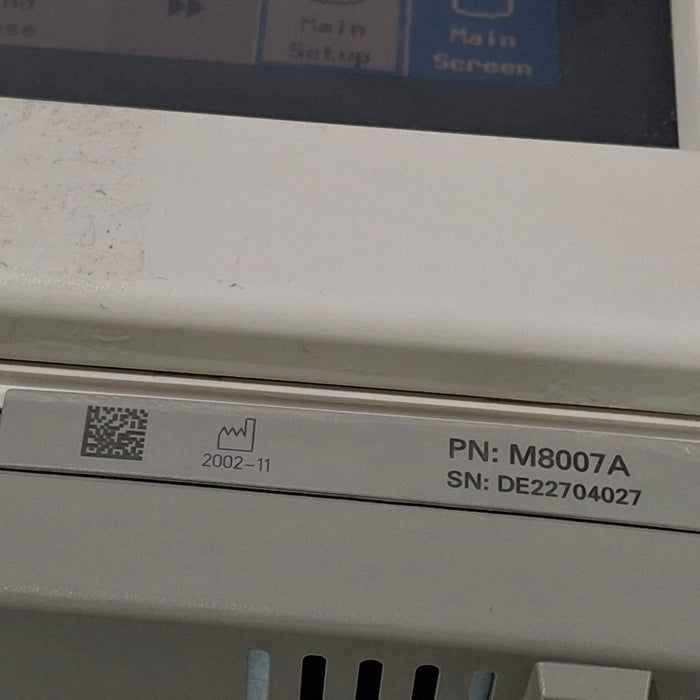 Main
Setup
Main
Screen
2002-11
PN: M8007A
SN: DE22704027